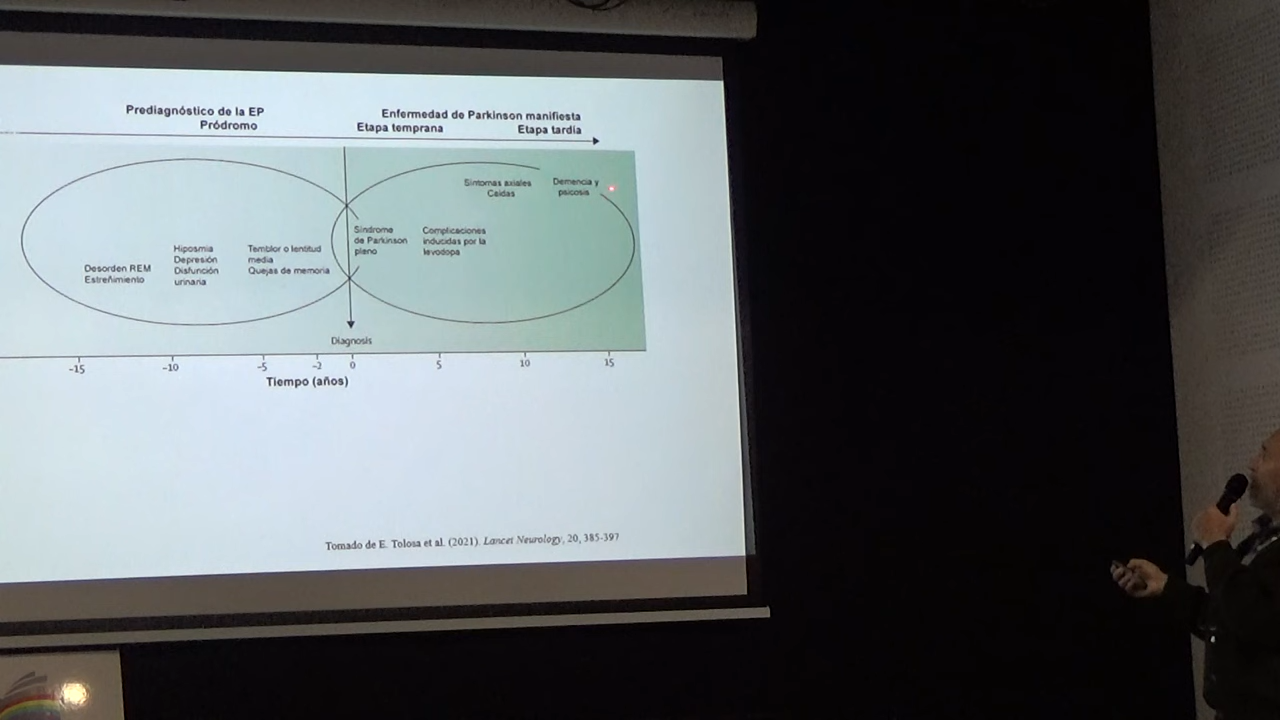 Prediagnóstico de la EP
Pródromo
Enfermedad de Parkinson manifiesta
Etapa temprana Etapa tardía
Síntomas axiales
Caídas
Demencia y
psicosis
Síndrome
de Parkinson
pleno
Complicaciones
inducidas por la
levodopa
Hiposmia
Depresión
Disfunción
urinaria
Temblor o lentitud
media
Quejas de memoria
Desorden REM
Estreñimiento
Diagnosis
-15 -10 -5 -2 0 5 10 15
Tiempo (años)
Tomado de E. Tolosa et al. (2021). Lancet Neurology, 20, 385-397